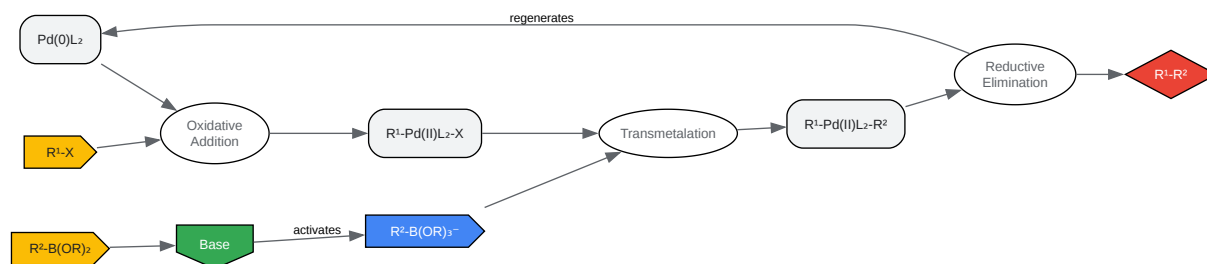 regenerates
Pd(0)L₂
Reductive
Elimination
R¹-R²
Oxidative
Addition
R¹-Pd(II)L₂-X
Transmetalation
R¹-Pd(II)L₂-R²
R¹-X
R²-B(OR)₂
Base
activates
R²-B(OR)₃⁻